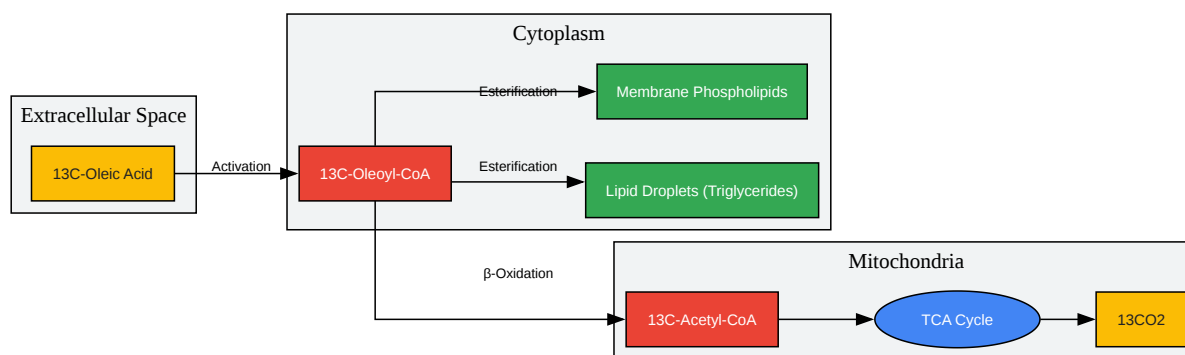 Cytoplasm
Esterification
Membrane Phospholipids
Extracellular Space
13C-Oleic Acid
Activation
13C-Oleoyl-CoA
Esterification
Lipid Droplets (Triglycerides)
β-Oxidation
Mitochondria
13C-Acetyl-CoA
TCA Cycle
13CO2